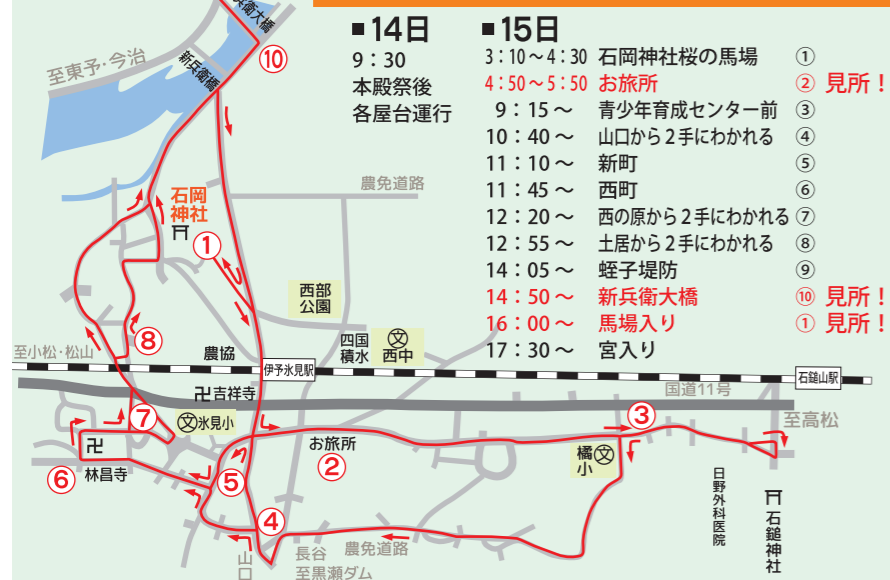 ■14日
9：30
本殿祭後
各屋台運行
■15日
3：10～4：30 石岡神社桜の馬場 ①
4：50～5：50 お旅所 ② 見所！
9：15～ 青少年育成センター前 ③
10：40～ 山口から2手にわかれる ④
11：10～ 新町 ⑤
11：45～ 西町 ⑥
12：20～ 西の原から2手にわかれる ⑦
12：55～ 土居から2手にわかれる ⑧
14：05～ 蛭子堤防 ⑨
14：50～ 新兵衛大橋 ⑩ 見所！
16：00～ 馬場入り ① 見所！
17：30～ 宮入り
兵衛大橋
⑩
至東予・今治
新兵衛橋
農免道路
石岡
神社
①
西部
公園
⑧
四国
積水
文
西中
至小松・松山
農協
伊予氷見駅
石鎚山駅
卍吉祥寺
国道11号
⑦
文氷見小
③
至高松
お旅所
②
卍
林昌寺
⑥
⑤
橘
小
文
日野外科医院
石鎚神社
④
山口
長谷
農免道路
至黒瀬ダム